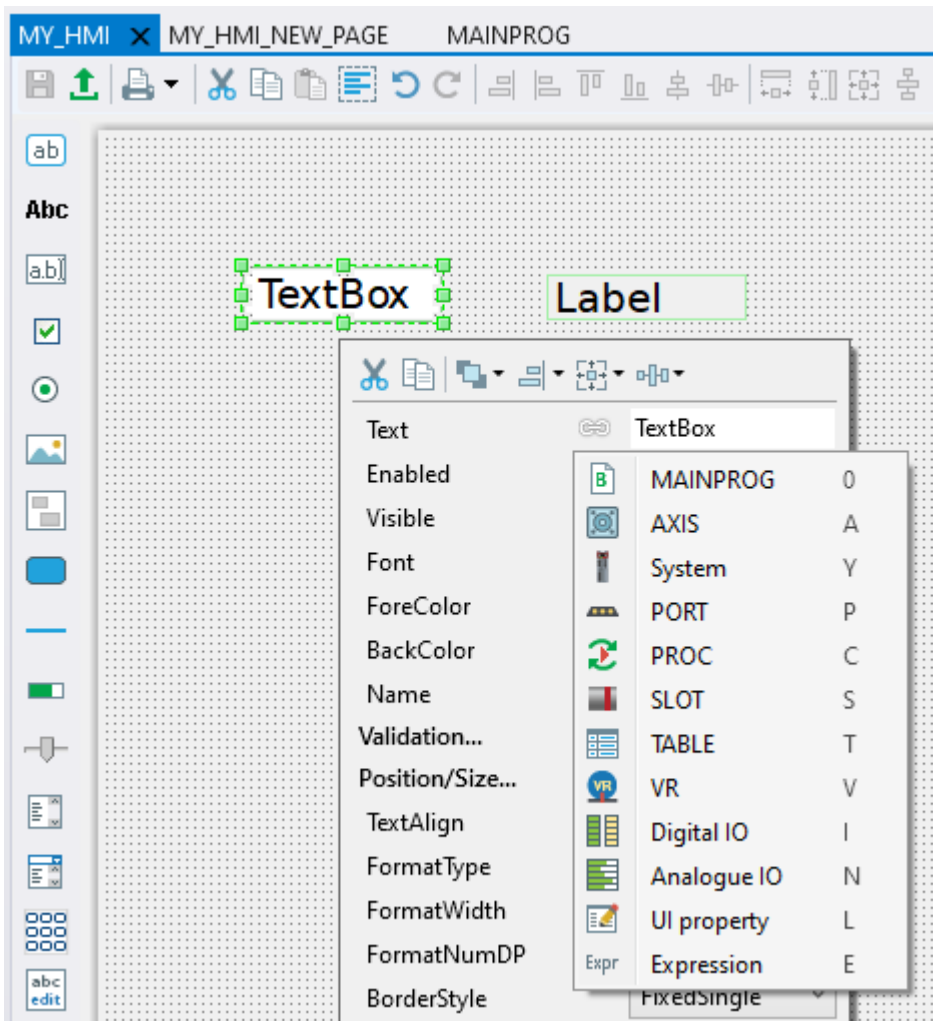 MY_HMI MY_HMI_NEW_PAGE MAINPROG
ab
Abc
a.b
TextBox Label
Text TextBox
Enabled
Visible
Font
ForeColor
BackColor
Name
Validation...
Position/Size...
TextAlign
FormatType
FormatWidth
FormatNumDP
BorderStyle FixedSingle
B MAINPROG 0
AXIS A
System Y
PORT P
PROC C
SLOT S
TABLE T
VR VR V
Digital IO I
Analogue IO N
UI property L
Expr Expression E
abc
edit